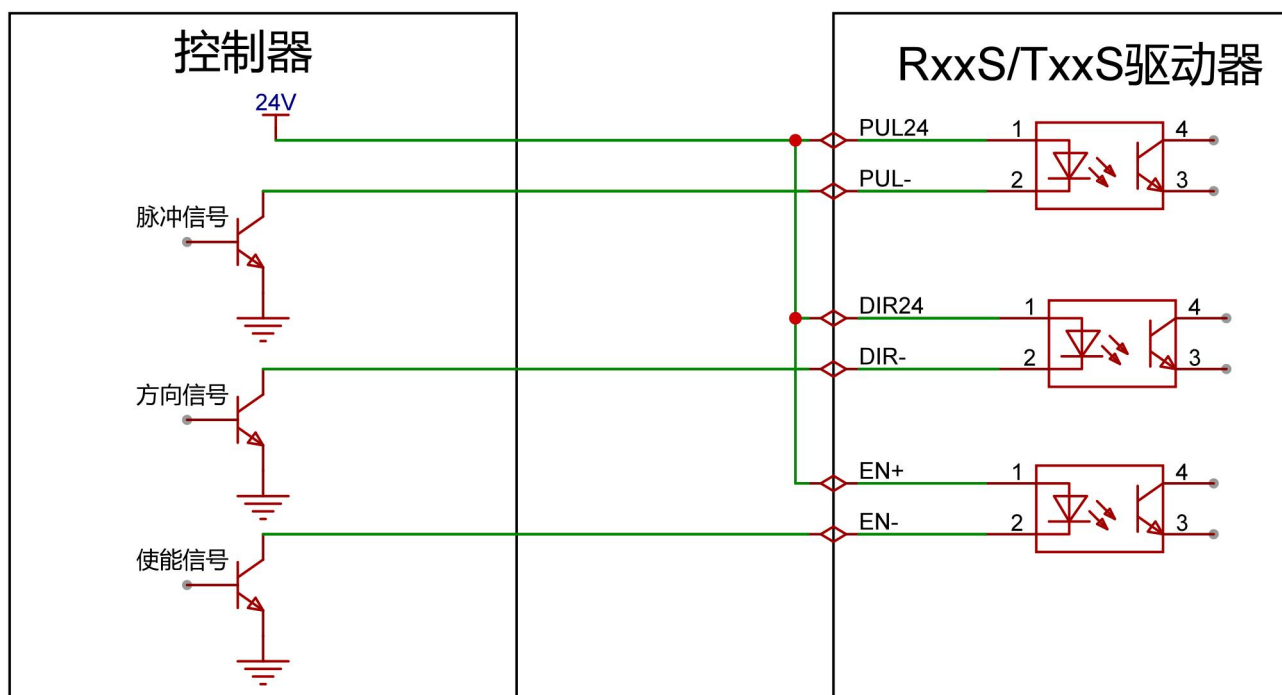 控制器
RxxS/TxxS驱动器
24V
PUL24
1
4
PUL-
2
3
脉冲信号
DIR24
1
4
DIR-
2
3
方向信号
EN+
1
4
EN-
2
3
使能信号